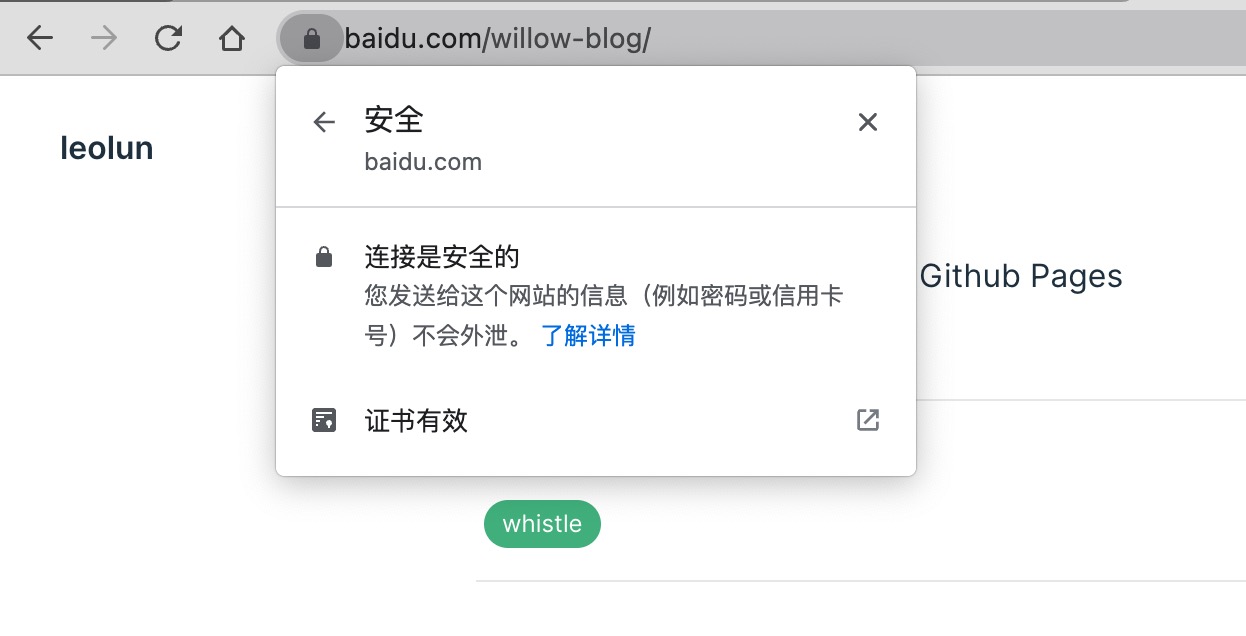 baidu.com/willow-blog/
安全
baidu.com
leolun
连接是安全的
您发送给这个网站的信息（例如密码或信用卡
号）不会外泄。 了解详情
Github Pages
证书有效
whistle